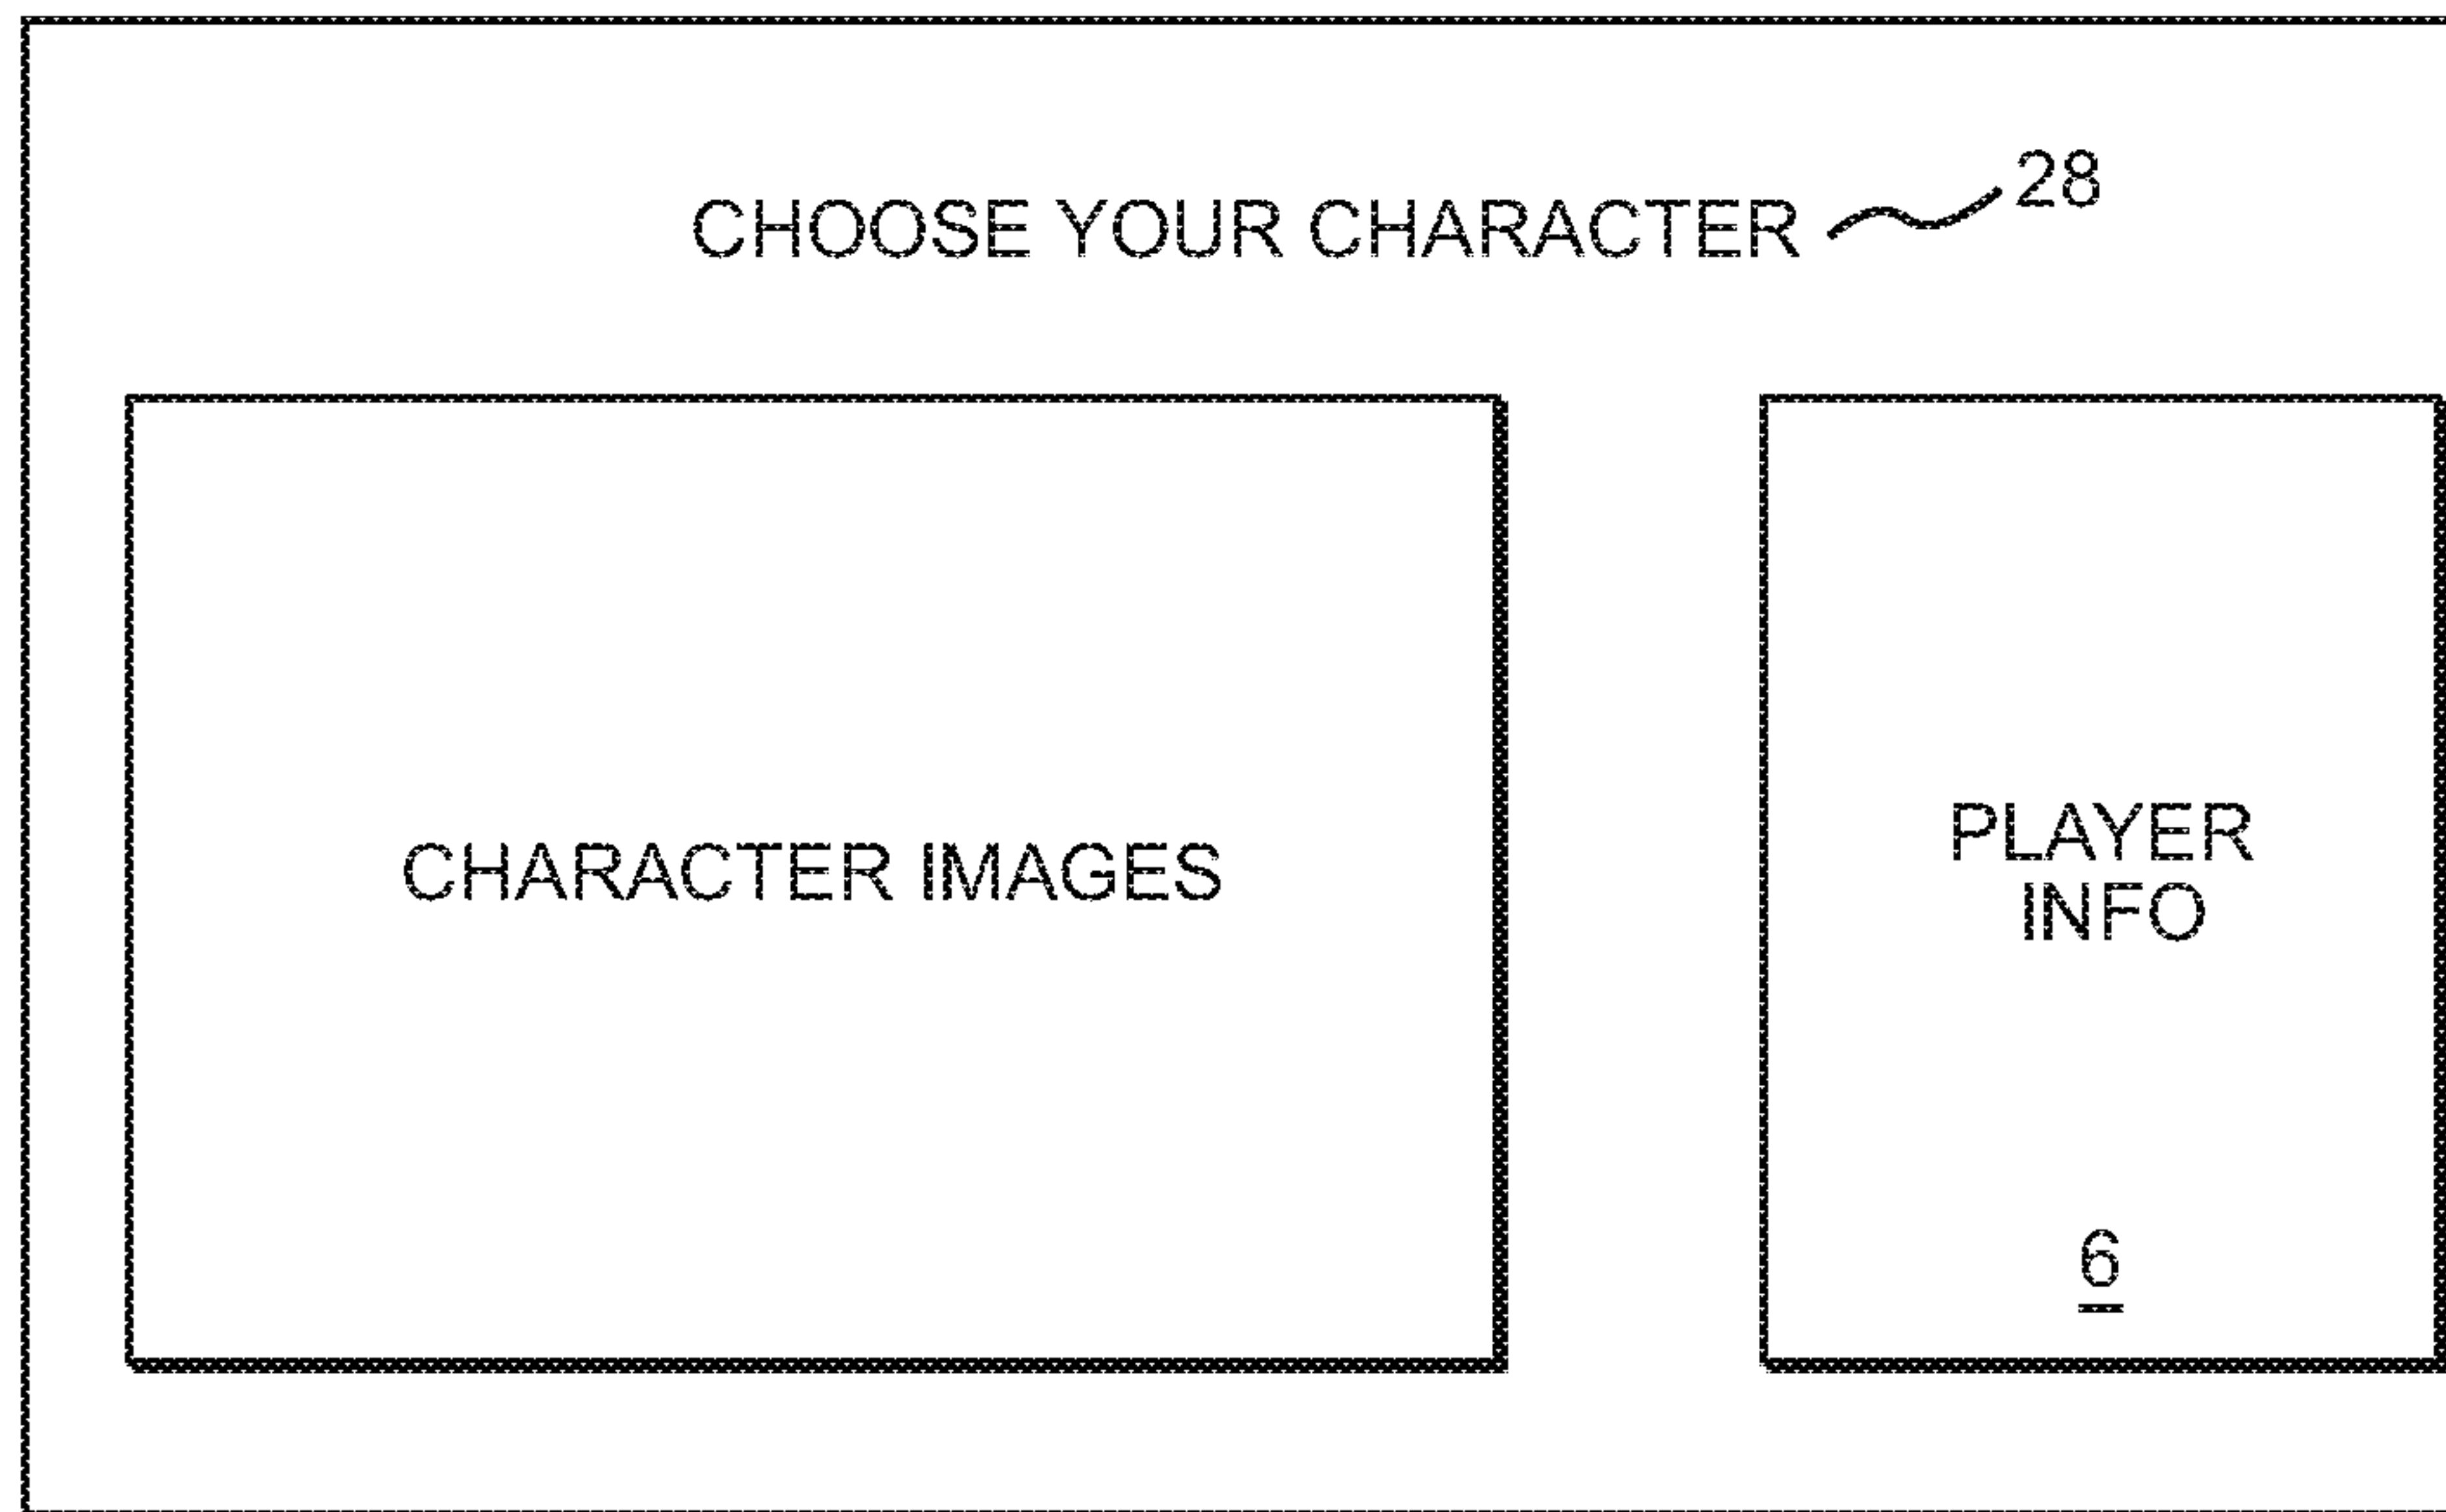 CHOOSE YOUR CHARACTER 28
CHARACTER IMAGES
PLAYER
INFO
6